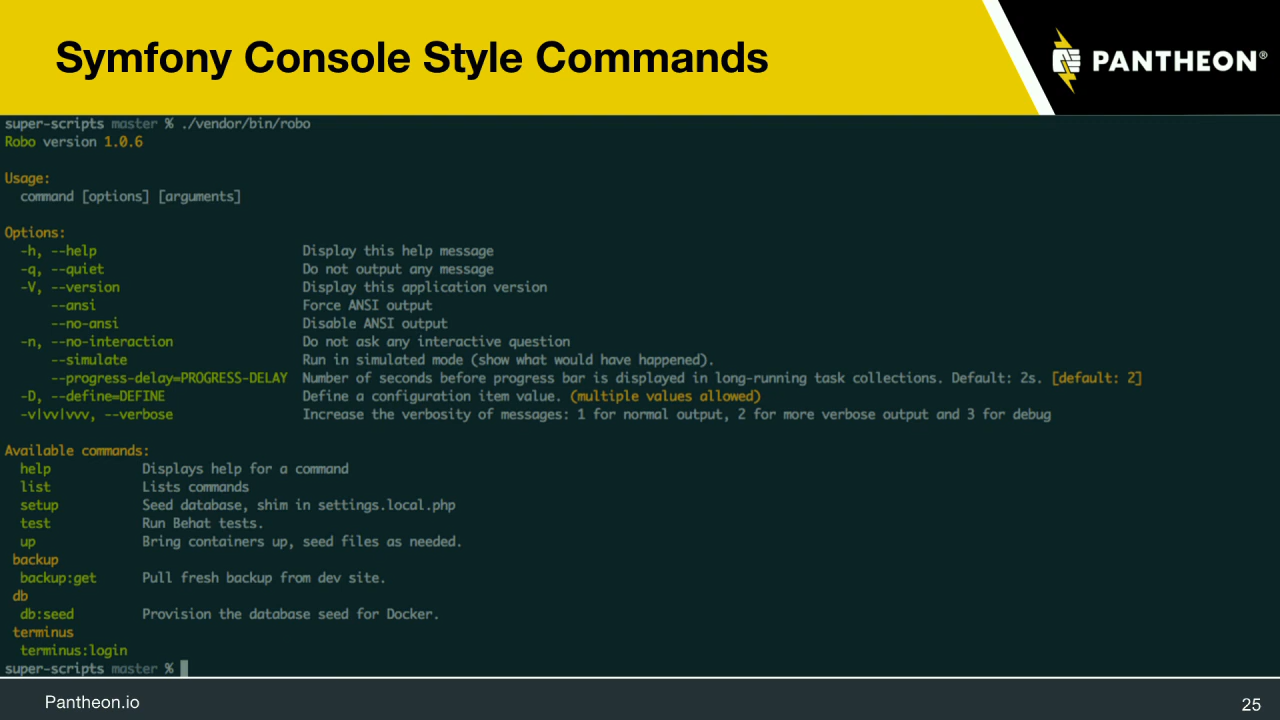 Symfony Console Style Commands
PANTHEON®
super-scripts master % ./vendor/bin/robo
Robo version 1.0.6
Usage:
command [options] [arguments]
Options:
-h, --help Display this help message
-q, --quiet Do not output any message
-V, --version Display this application version
--ansi Force ANSI output
--no-ansi Disable ANSI output
-n, --no-interaction Do not ask any interactive question
--simulate Run in simulated mode (show what would have happened).
--progress-delay=PROGRESS-DELAY Number of seconds before progress bar is displayed in long-running task collections. Default: 2s. [default: 2]
-D, --define=DEFINE Define a configuration item value. (multiple values allowed)
-v|vv|vvv, --verbose Increase the verbosity of messages: 1 for normal output, 2 for more verbose output and 3 for debug
Available commands:
help Displays help for a command
list Lists commands
setup Seed database, shim in settings.local.php
test Run Behat tests.
up Bring containers up, seed files as needed.
backup
backup:get Pull fresh backup from dev site.
db
db:seed Provision the database seed for Docker.
terminus
terminus:login
super-scripts master %
Pantheon.io
25